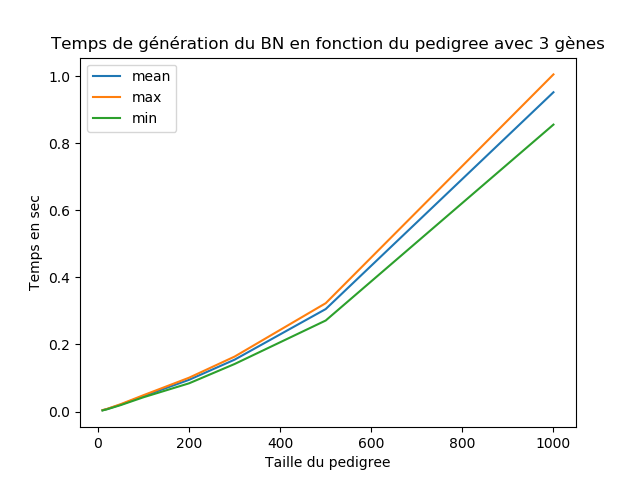 Temps de génération du BN en fonction du pedigree avec 3 gènes
mean
max
min
1.0
0.8
0.6
0.4
0.2
0.0
Temps en sec
0
200
400
600
800
1000
Taille du pedigree